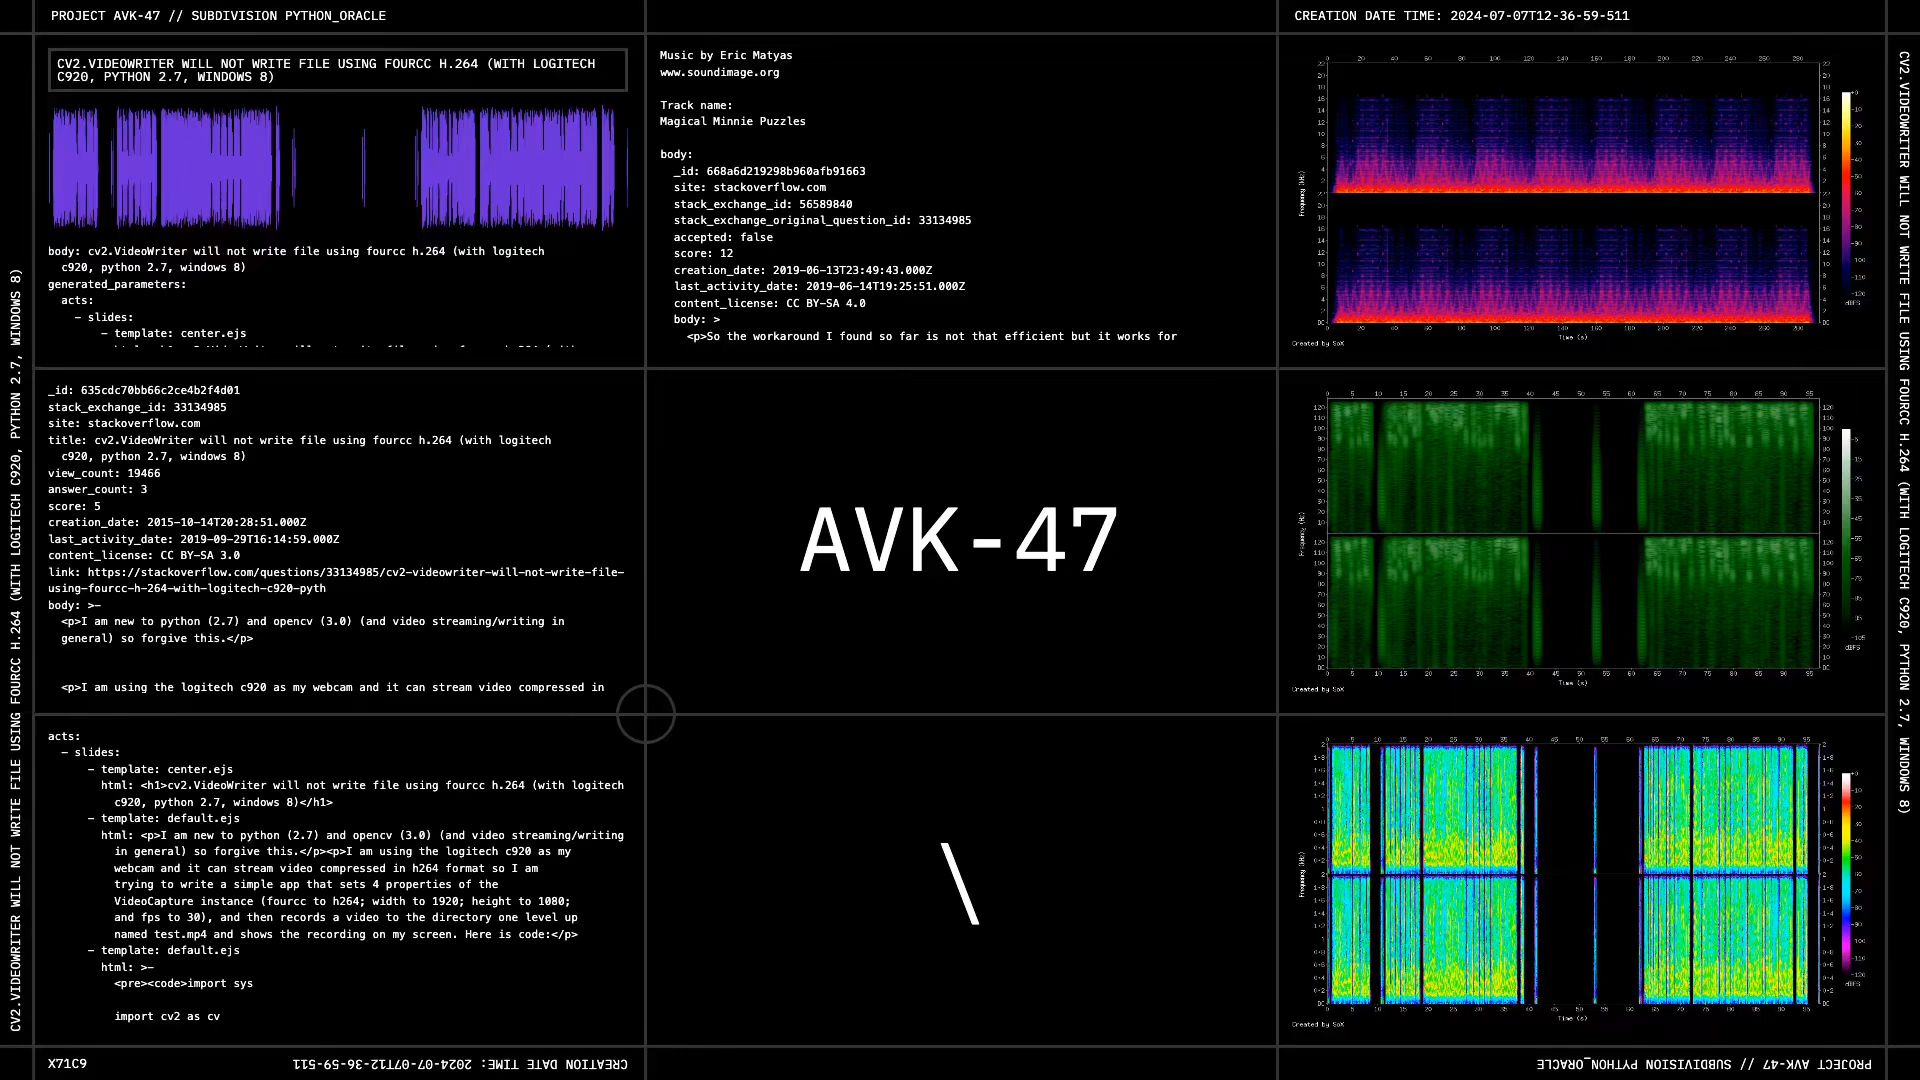 PROJECT AVK-47 // SUBDIVISION PYTHON_ORACLE
CREATION DATE TIME: 2024-07-07T12-36-59-511
CV2.VIDEOWRITER WILL NOT WRITE FILE USING FOURCC H.264 (WITH LOGITECH
C920, PYTHON 2.7, WINDOWS 8)
body: cv2.VideoWriter will not write file using fourcc h.264 (with logitech
c920, python 2.7, windows 8)
generated_parameters:
acts:
- slides:
- template: center.ejs
Music by Eric Matyas
www.soundimage.org
Track name:
Magical Minnie Puzzles
body:
_id: 668a6d219298b960afb91663
site: stackoverflow.com
stack_exchange_id: 56589840
stack_exchange_original_question_id: 33134985
accepted: false
score: 12
creation_date: 2019-06-13T23:49:43.000Z
last_activity_date: 2019-06-14T19:25:51.000Z
content_license: CC BY-SA 4.0
body: >
<p>So the workaround I found so far is not that efficient but it works for
Frequency (kHz)
Time (s)
dBFS
Created by SoX
_id: 635cdc70bb66c2ce4b2f4d01
stack_exchange_id: 33134985
site: stackoverflow.com
title: cv2.VideoWriter will not write file using fourcc h.264 (with logitech
c920, python 2.7, windows 8)
view_count: 19466
answer_count: 3
score: 5
creation_date: 2015-10-14T20:28:51.000Z
last_activity_date: 2019-09-29T16:14:59.000Z
content_license: CC BY-SA 3.0
link: https://stackoverflow.com/questions/33134985/cv2-videowriter-will-not-write-file-
using-fourcc-h-264-with-logitech-c920-pyth
body: >-
<p>I am new to python (2.7) and opencv (3.0) (and video streaming/writing in
general) so forgive this.</p>
<p>I am using the logitech c920 as my webcam and it can stream video compressed in
AVK-47
Frequency (Hz)
Time (s)
dBFS
Created by SoX
acts:
- slides:
- template: center.ejs
html: <h1>cv2.VideoWriter will not write file using fourcc h.264 (with logitech
c920, python 2.7, windows 8)</h1>
- template: default.ejs
html: <p>I am new to python (2.7) and opencv (3.0) (and video streaming/writing
in general) so forgive this.</p><p>I am using the logitech c920 as my
webcam and it can stream video compressed in h264 format so I am
trying to write a simple app that sets 4 properties of the
VideoCapture instance (fourcc to h264; width to 1920; height to 1080;
and fps to 30), and then records a video to the directory one level up
named test.mp4 and shows the recording on my screen. Here is code:</p>
- template: default.ejs
html: >-
<pre><code>import sys
import cv2 as cv
\
Frequency (kHz)
Time (s)
dBFS
Created by SoX
CV2.VIDEOWRITER WILL NOT WRITE FILE USING FOURCC H.264 (WITH LOGITECH C920, PYTHON 2.7, WINDOWS 8)
CV2.VIDEOWRITER WILL NOT WRITE FILE USING FOURCC H.264 (WITH LOGITECH C920, PYTHON 2.7, WINDOWS 8)
X71C9
CREATION DATE TIME: 2024-07-07T12-36-59-511
PROJECT AVK-47 // SUBDIVISION PYTHON_ORACLE